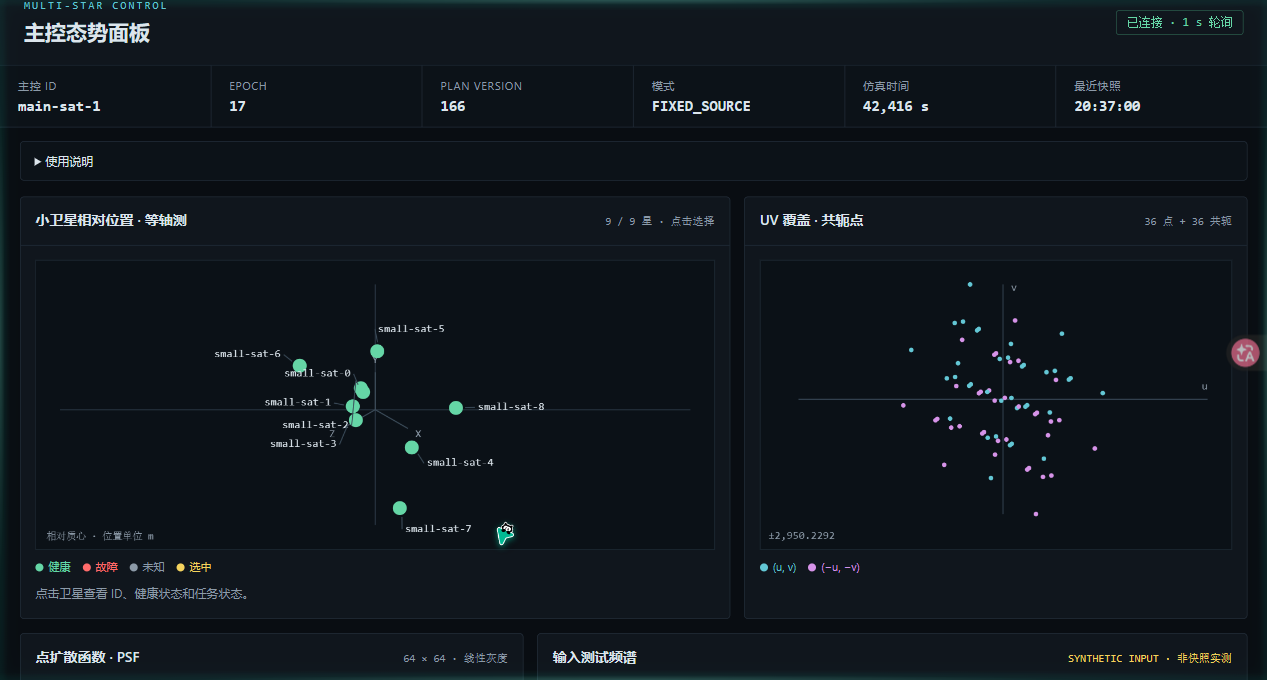 MULTI-STAR CONTROL
主控态势面板
已连接 · 1 s 轮询
主控 ID
main-sat-1
EPOCH
17
PLAN VERSION
166
模式
FIXED_SOURCE
仿真时间
42,416 s
最近快照
20:37:00
▶ 使用说明
小卫星相对位置 · 等轴测
9 / 9 星 · 点击选择
small-sat-5
small-sat-6
small-sat-0
small-sat-1
small-sat-8
small-sat-2
Z
X
small-sat-3
small-sat-4
small-sat-7
相对质心 · 位置单位 m
健康 故障 未知 选中
点击卫星查看 ID、健康状态和任务状态。
UV 覆盖 · 共轭点
36 点 + 36 共轭
v
u
±2,950.2292
(u, v) (−u, −v)
点扩散函数 · PSF
64 × 64 · 线性灰度
输入测试频谱
SYNTHETIC INPUT · 非快照实测